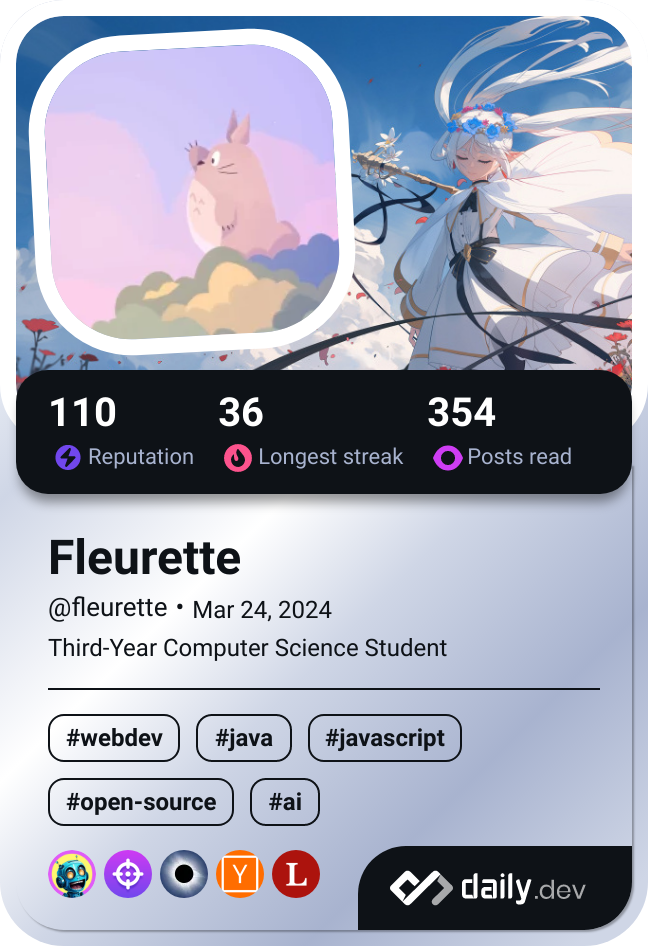 110 36 354
Reputation Longest streak Posts read
Fleurette
@fleurette • Mar 24, 2024
Third-Year Computer Science Student
#webdev #java #javascript
#open-source #ai
Y L
daily.dev